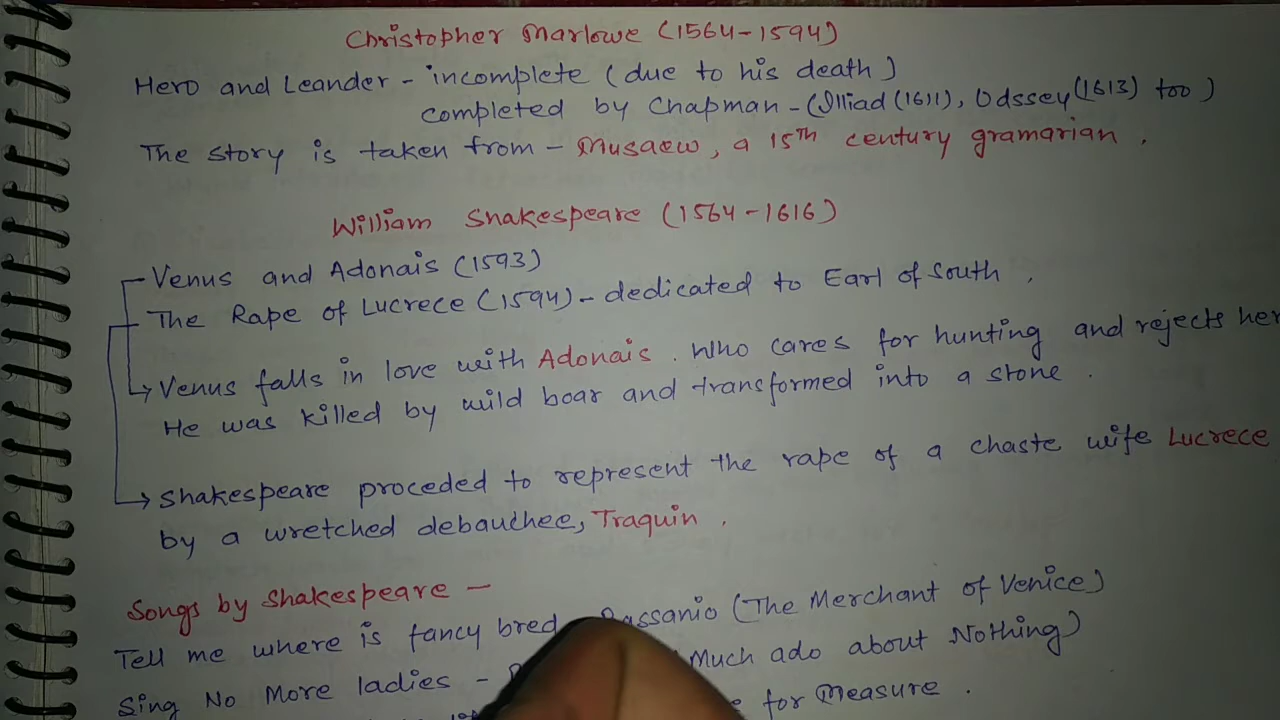 Christopher Marlowe (1564-1594)
Hero and Leander - incomplete (due to his death)
completed by Chapman - (Illiad (1611), Odssey (1613) too)
The story is taken from - Musaew, a 15th century gramarian.
William Shakespeare (1564-1616)
Venus and Adonais (1593)
The Rape of Lucrece (1594) - dedicated to Earl of South.
Venus falls in love with Adonais. Who cares for hunting and rejects her
He was killed by wild boar and transformed into a stone.
Shakespeare proceded to represent the rape of a chaste wife Lucrece
by a wretched debauchee, Traquin.
Songs by Shakespeare -
Tell me where is fancy bred Bassanio (The Merchant of Venice)
Sing No More ladies - Much ado about Nothing)
for Measure.